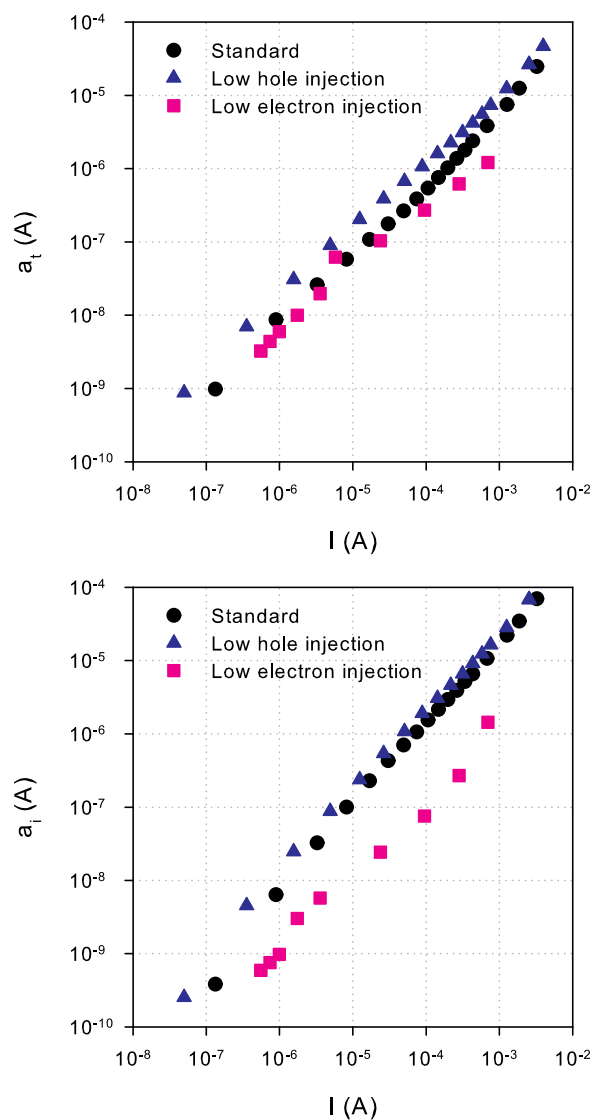 10⁻⁴
Standard
Low hole injection
Low electron injection
10⁻⁵
10⁻⁶
10⁻⁷
10⁻⁸
10⁻⁹
10⁻¹⁰
aₜ (A)
10⁻⁸ 10⁻⁷ 10⁻⁶ 10⁻⁵ 10⁻⁴ 10⁻³ 10⁻²
I (A)
10⁻⁴
Standard
Low hole injection
Low electron injection
10⁻⁵
10⁻⁶
10⁻⁷
10⁻⁸
10⁻⁹
10⁻¹⁰
aᵢ (A)
10⁻⁸ 10⁻⁷ 10⁻⁶ 10⁻⁵ 10⁻⁴ 10⁻³ 10⁻²
I (A)